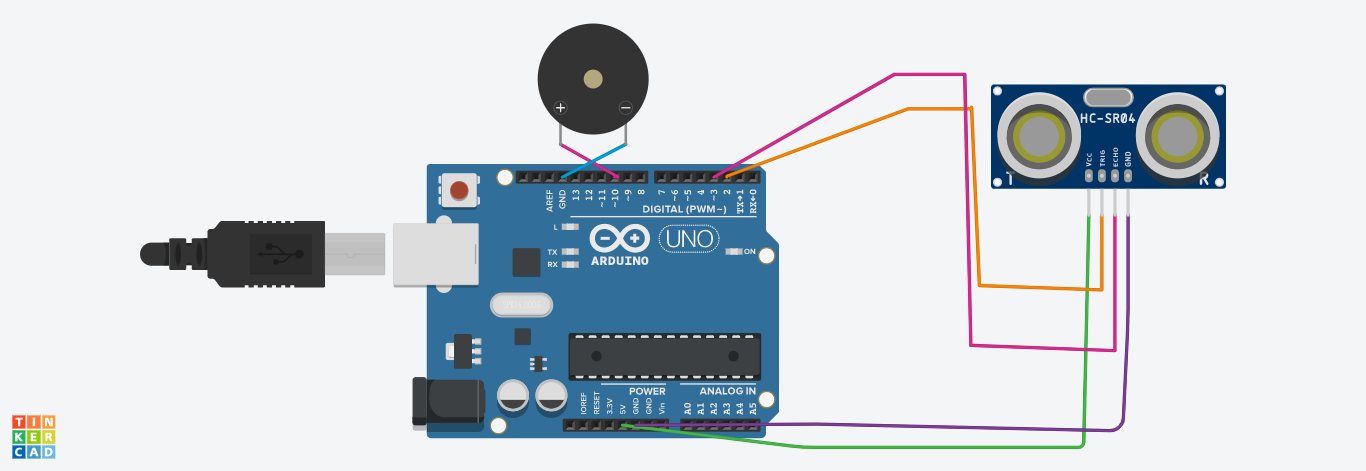 + −
HC-SR04
VCC
TRIG
ECHO
GND
T R
AREF
GND
13
12
~11
~10
~9
8
7
~6
~5
4
~3
2
TX→1
RX←0
DIGITAL (PWM~)
L
TX
RX
ON
UNO
ARDUINO
POWER
ANALOG IN
IOREF
RESET
3.3V
5V
GND
GND
Vin
A0
A1
A2
A3
A4
A5
TIN
KER
CAD